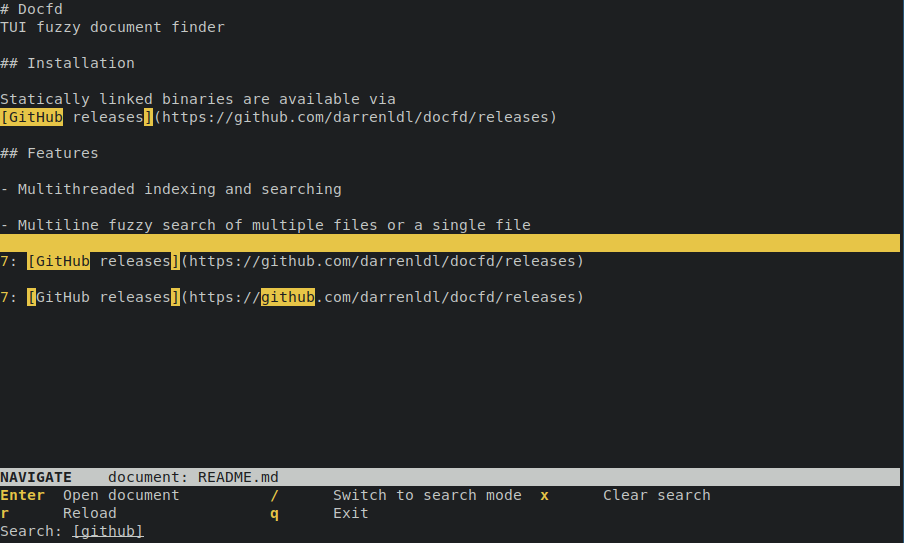 # Docfd
TUI fuzzy document finder
## Installation
Statically linked binaries are available via
[GitHub releases](https://github.com/darrenldl/docfd/releases)
## Features
- Multithreaded indexing and searching
- Multiline fuzzy search of multiple files or a single file
7: [GitHub releases](https://github.com/darrenldl/docfd/releases)
7: [GitHub releases](https://github.com/darrenldl/docfd/releases)
NAVIGATE    document: README.md
Enter  Open document          /      Switch to search mode  x      Clear search
r      Reload                 q      Exit
Search: [github]